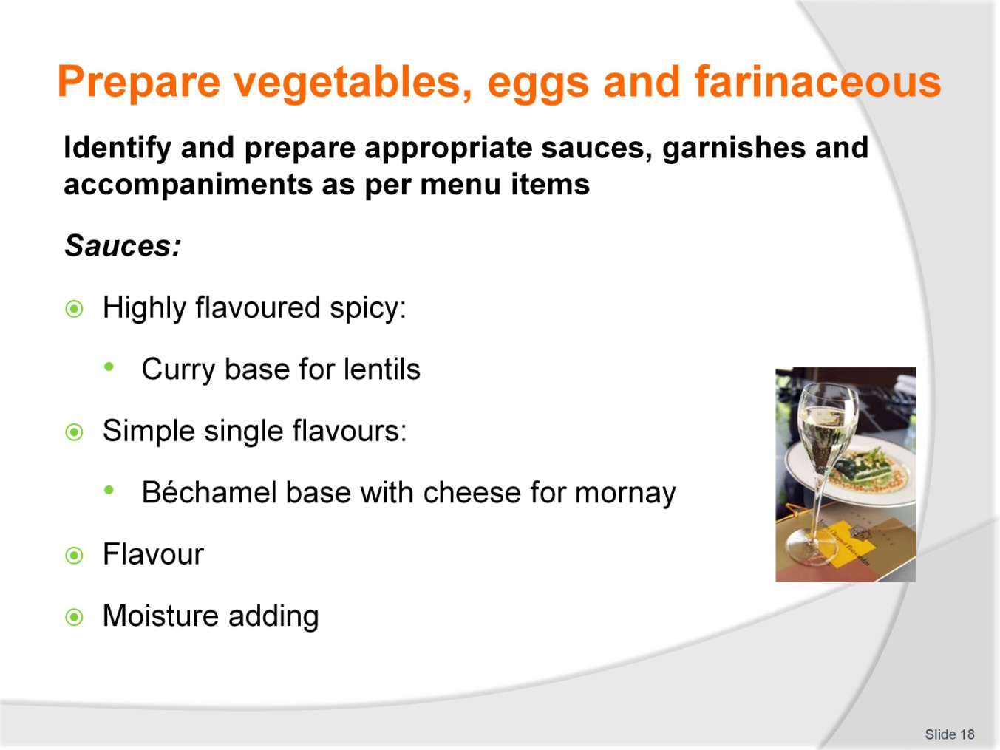 Prepare vegetables, eggs and farinaceous
Identify and prepare appropriate sauces, garnishes and
accompaniments as per menu items
Sauces:
Highly flavoured spicy:
Curry base for lentils
Simple single flavours:
Béchamel base with cheese for mornay
Flavour
Moisture adding
Slide 18